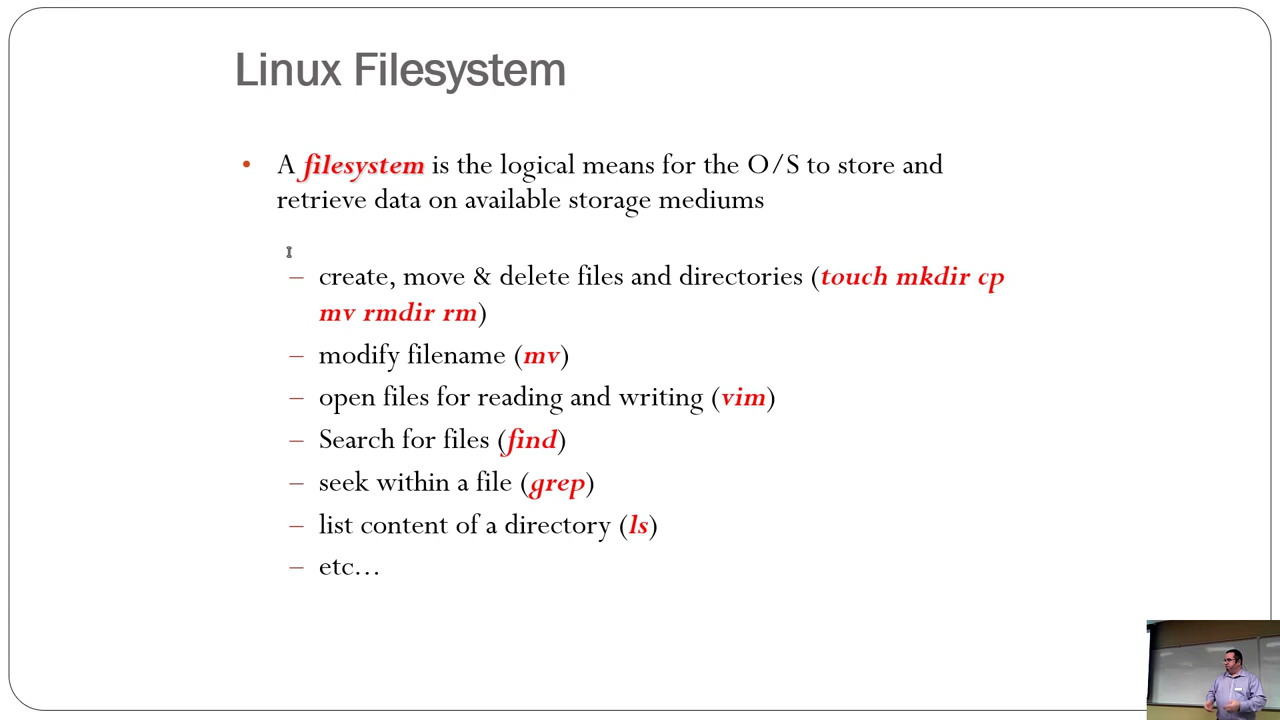 Linux Filesystem
• A filesystem is the logical means for the O/S to store and
retrieve data on available storage mediums
– create, move & delete files and directories (touch mkdir cp
mv rmdir rm)
– modify filename (mv)
– open files for reading and writing (vim)
– Search for files (find)
– seek within a file (grep)
– list content of a directory (ls)
– etc...